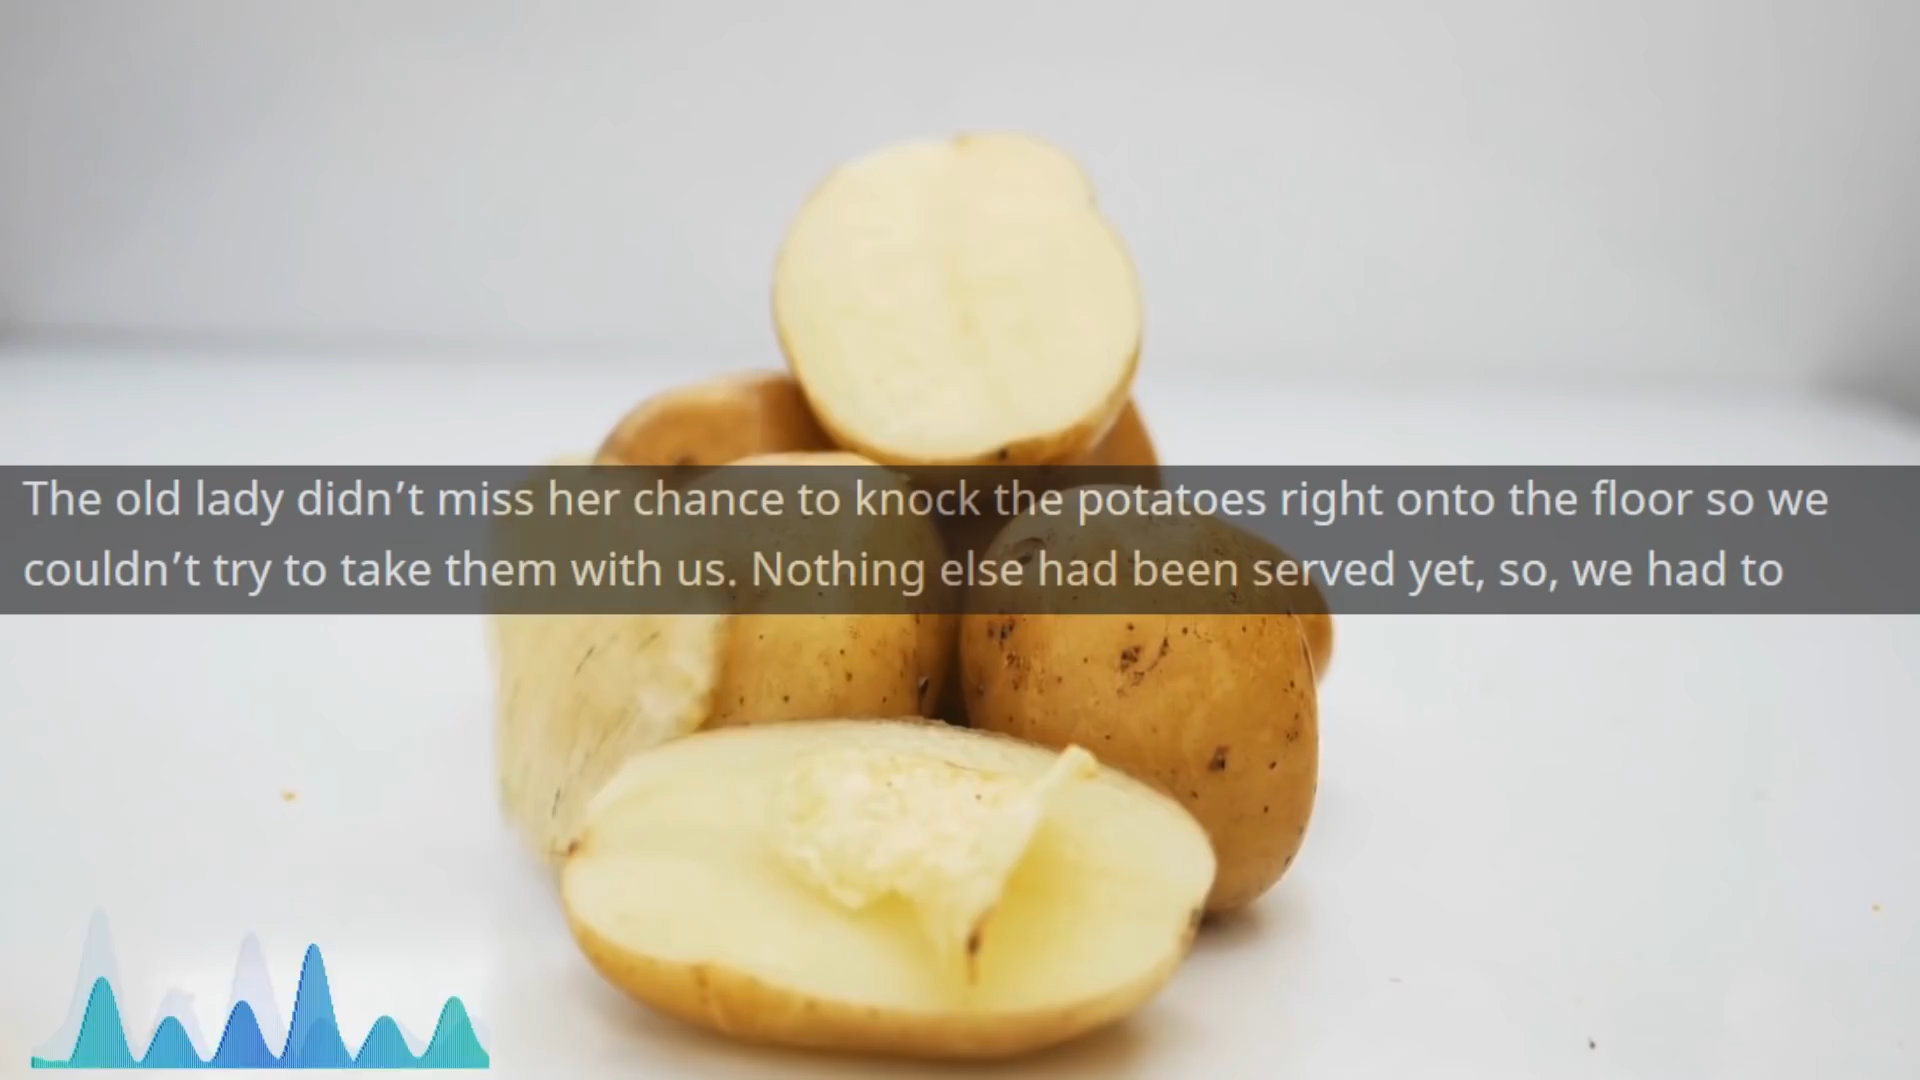 The old lady didn’t miss her chance to knock the potatoes right onto the floor so we
couldn’t try to take them with us. Nothing else had been served yet, so, we had to